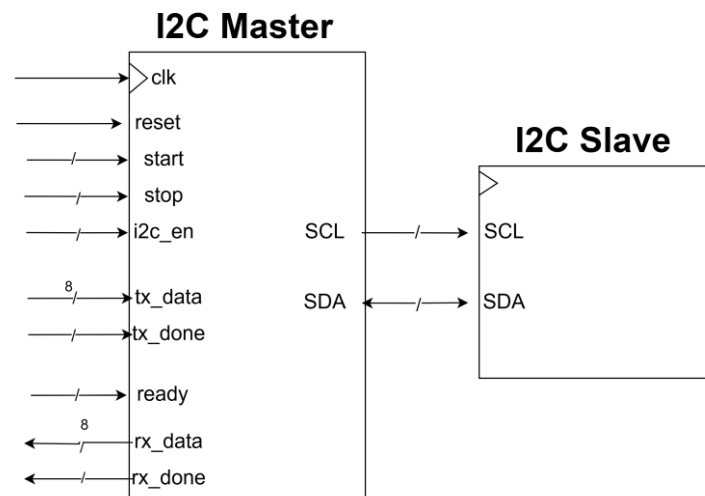 I2C Master
clk
reset
start
stop
i2c_en
SCL
8
tx_data
SDA
tx_done
ready
8
rx_data
rx_done
I2C Slave
SCL
SDA